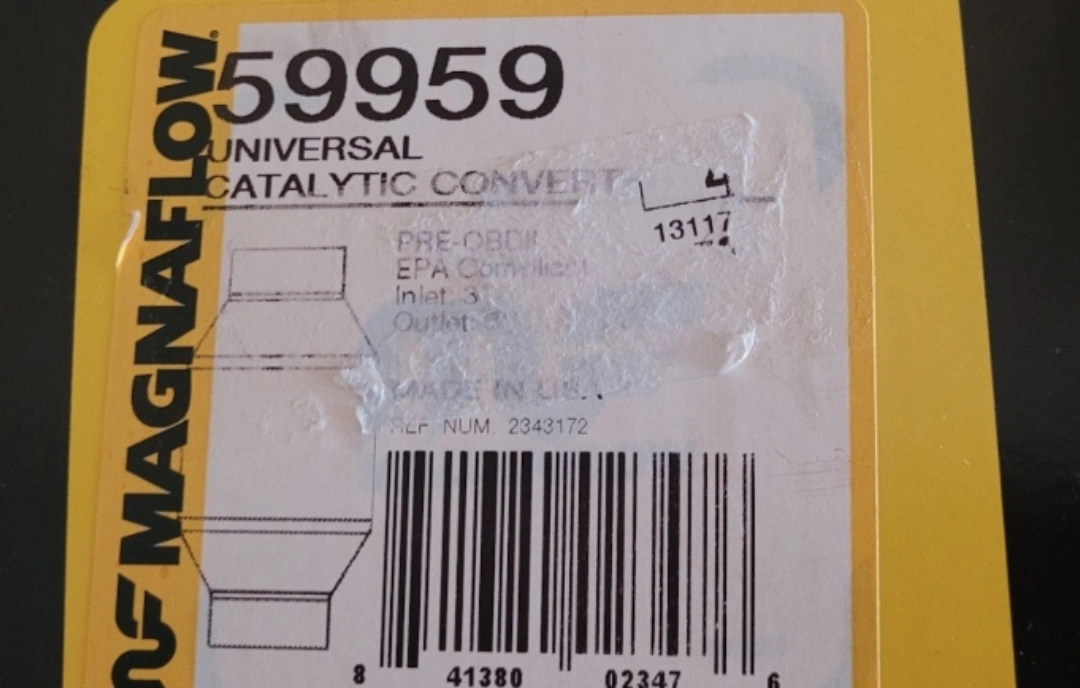 MAGNAFLOW®
59959
UNIVERSAL
CATALYTIC CONVERT
4
13117
PRE-OBDII
EPA Compliant
Inlet: 3"
Outlet:
MADE IN USA
REF. NUM. 2343172
8 41380 02347 6